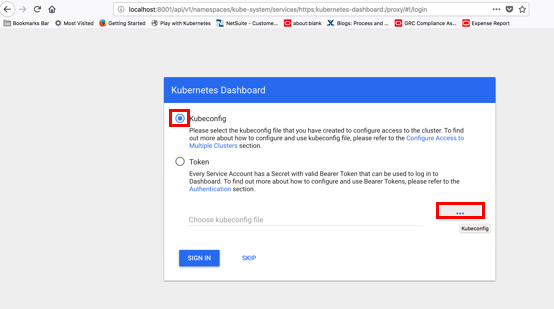 localhost:8001/api/v1/namespaces/kube-system/services/https:kubernetes-dashboard:/proxy/#!/login
Bookmarks Bar
Most Visited
Getting Started
Play with Kubernetes
NetSuite - Custome...
about:blank
Blogs: Process and ...
GRC Compliance As...
Expense Report
Kubernetes Dashboard
Kubeconfig
Please select the kubeconfig file that you have created to configure access to the cluster. To find
out more about how to configure and use kubeconfig file, please refer to the Configure Access to
Multiple Clusters section.
Token
Every Service Account has a Secret with valid Bearer Token that can be used to log in to
Dashboard. To find out more about how to configure and use Bearer Tokens, please refer to the
Authentication section.
...
Choose kubeconfig file
Kubeconfig
SIGN IN
SKIP